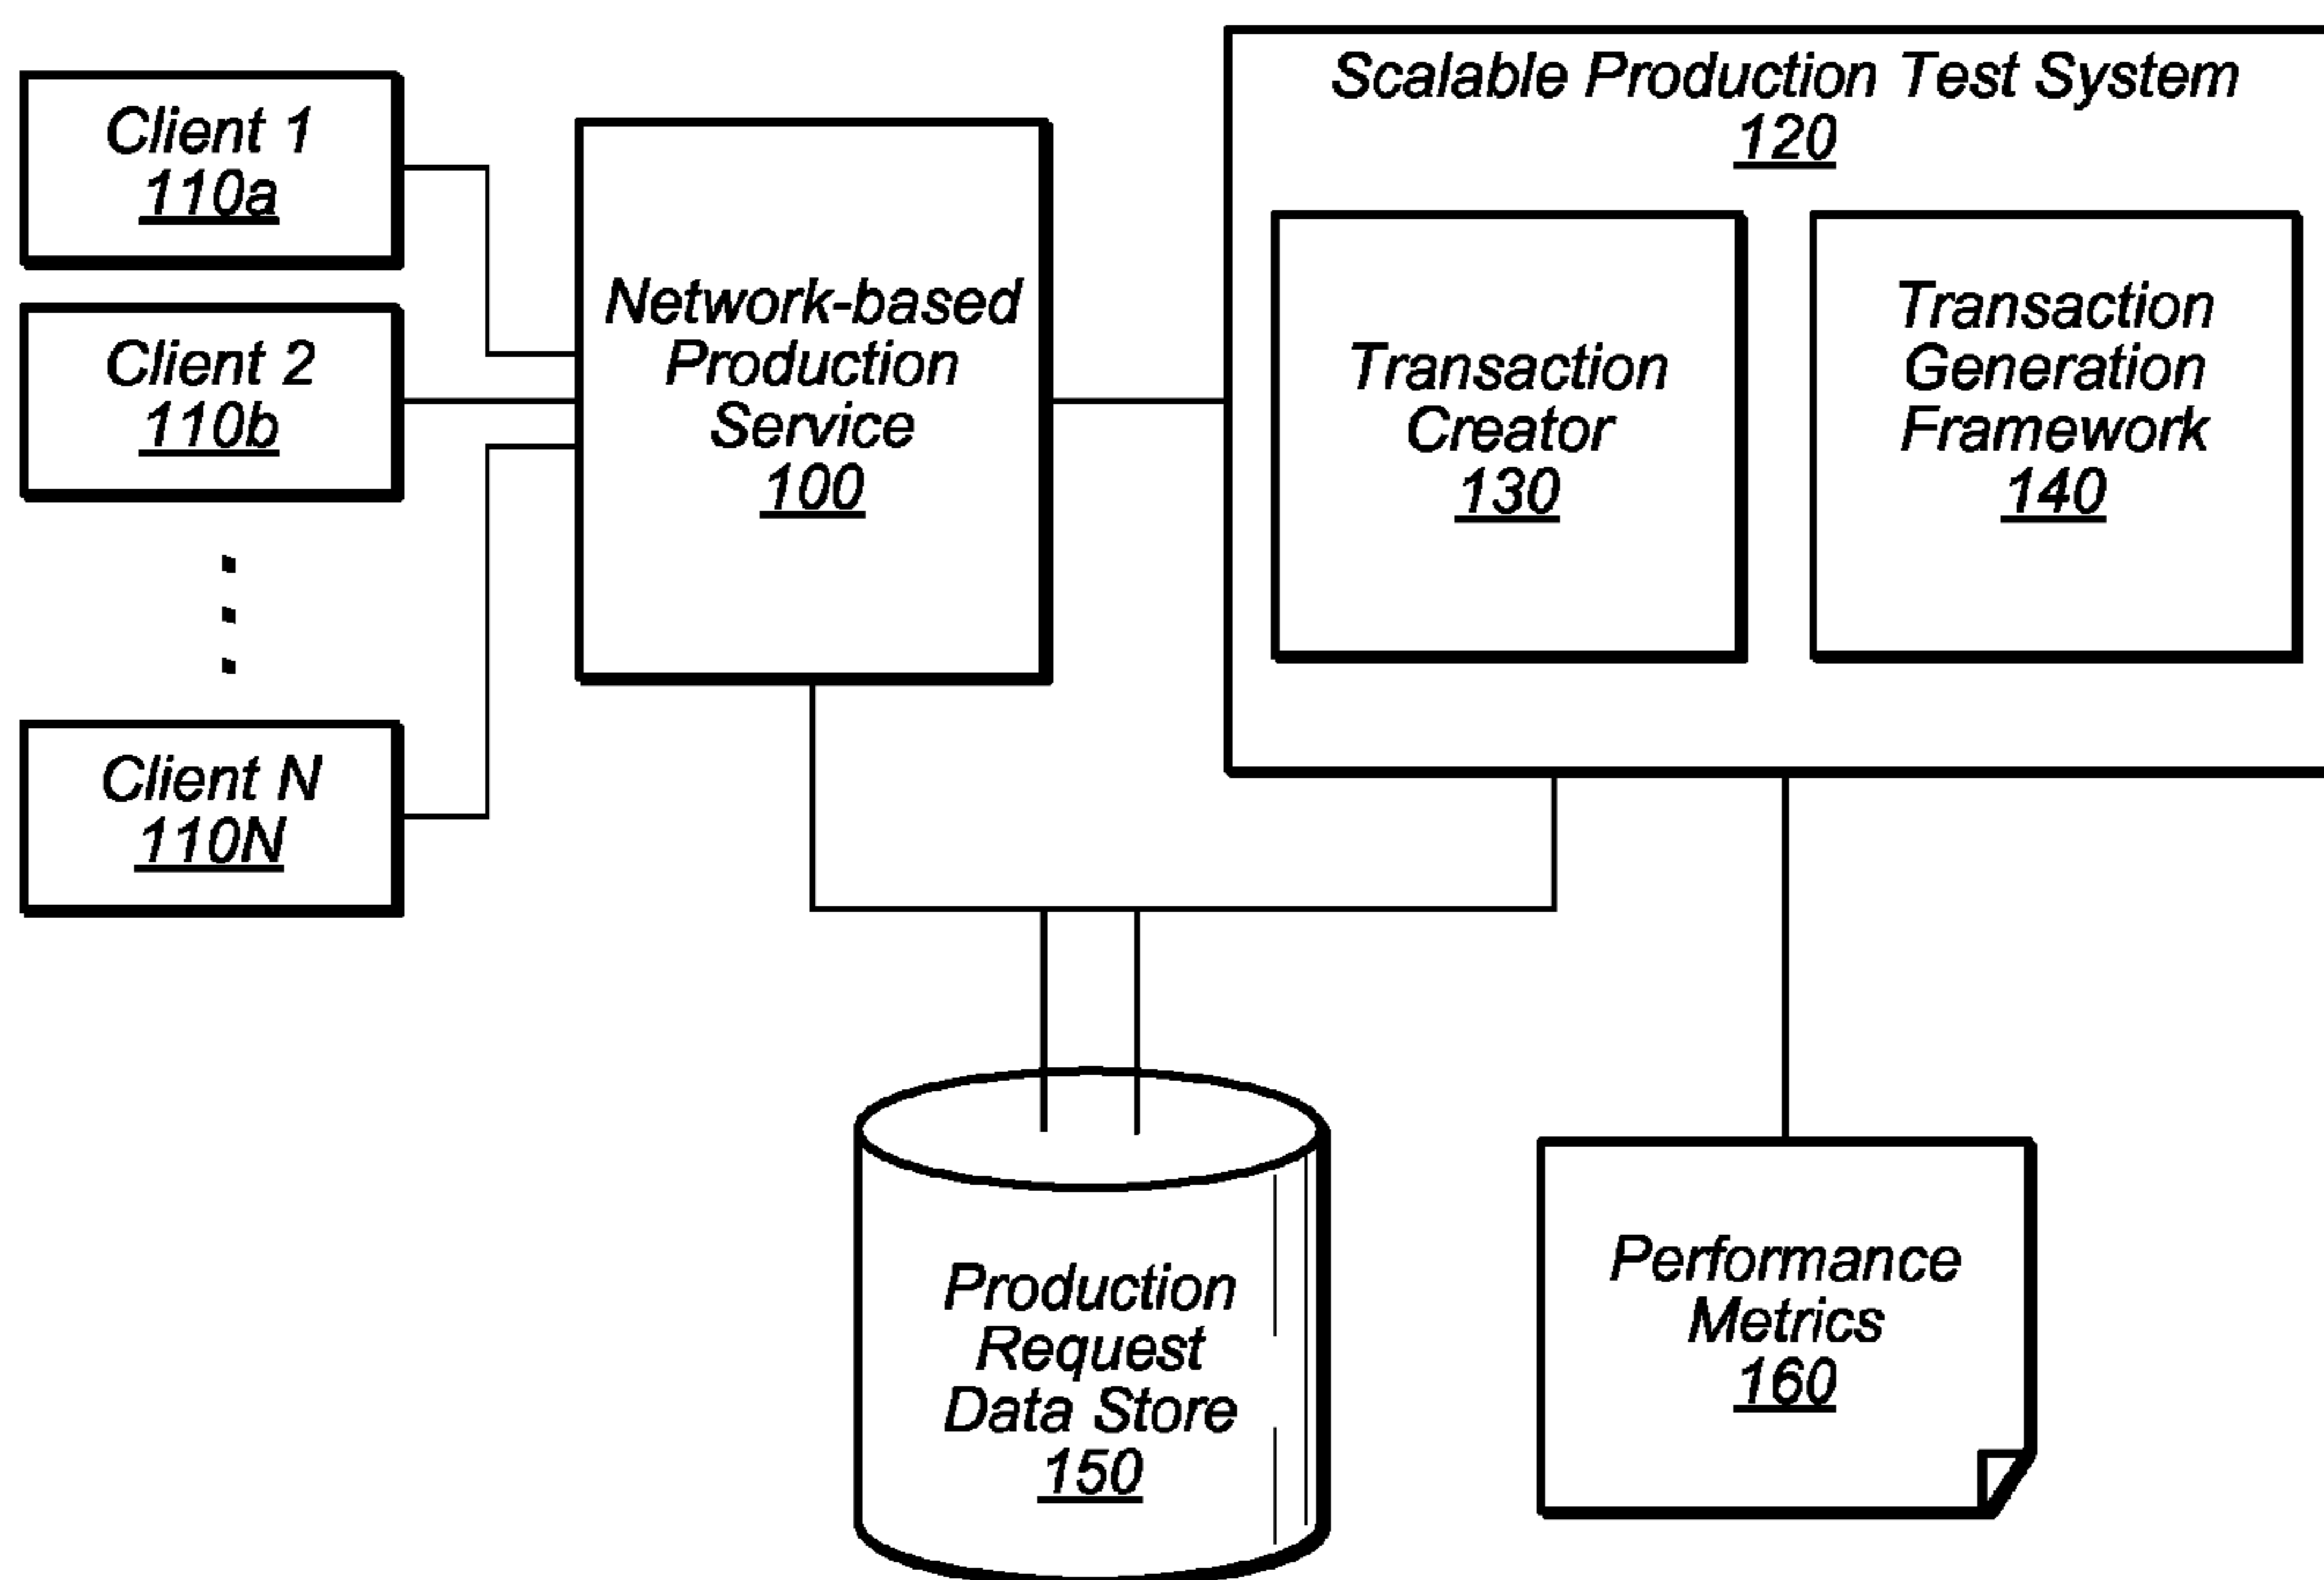 Client 1
110a
Client 2
110b
Client N
110N
Network-based
Production
Service
100
Scalable Production Test System
120
Transaction
Creator
130
Transaction
Generation
Framework
140
Production
Request
Data Store
150
Performance
Metrics
160